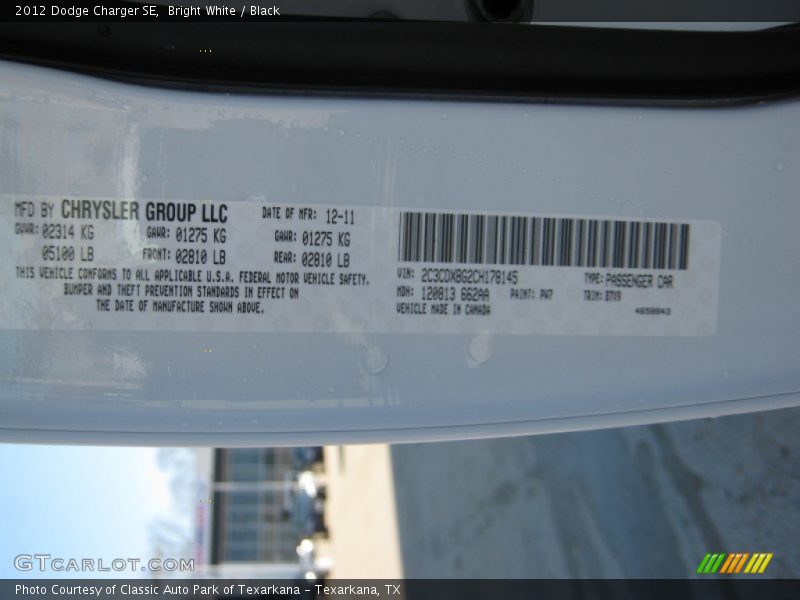 2012 Dodge Charger SE,  Bright White / Black
MFD BY CHRYSLER GROUP LLC
DATE OF MFR: 12-11
GVWR: 02314 KG
GAWR: 01275 KG
GAWR: 01275 KG
05100 LB
FRONT: 02810 LB
REAR: 02810 LB
THIS VEHICLE CONFORMS TO ALL APPLICABLE U.S.A. FEDERAL MOTOR VEHICLE SAFETY,
BUMPER AND THEFT PREVENTION STANDARDS IN EFFECT ON
THE DATE OF MANUFACTURE SHOWN ABOVE.
VIN: 2C3CDXBG2CH178145
TYPE: PASSENGER CAR
MDH: 120813 662AA
PAINT: PW7
TRIM: B7X9
VEHICLE MADE IN CANADA
4650843
GTCARLOT.COM
Photo Courtesy of Classic Auto Park of Texarkana – Texarkana, TX